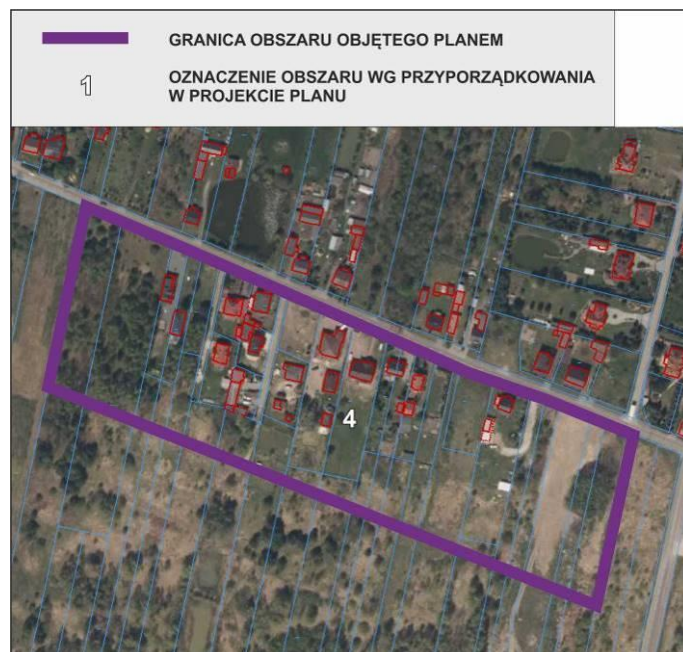 GRANICA OBSZARU OBJĘTEGO PLANEM
1
OZNACZENIE OBSZARU WG PRZYPORZĄDKOWANIA
W PROJEKCIE PLANU
4